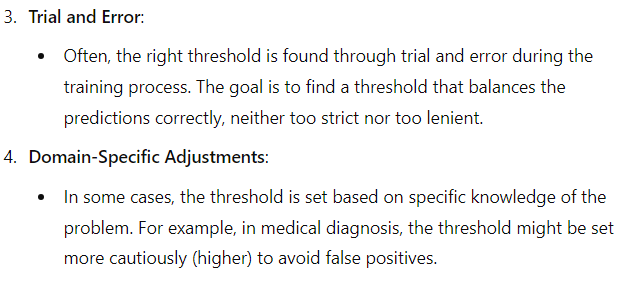 3. Trial and Error:
• Often, the right threshold is found through trial and error during the
training process. The goal is to find a threshold that balances the
predictions correctly, neither too strict nor too lenient.
4. Domain-Specific Adjustments:
• In some cases, the threshold is set based on specific knowledge of the
problem. For example, in medical diagnosis, the threshold might be set
more cautiously (higher) to avoid false positives.